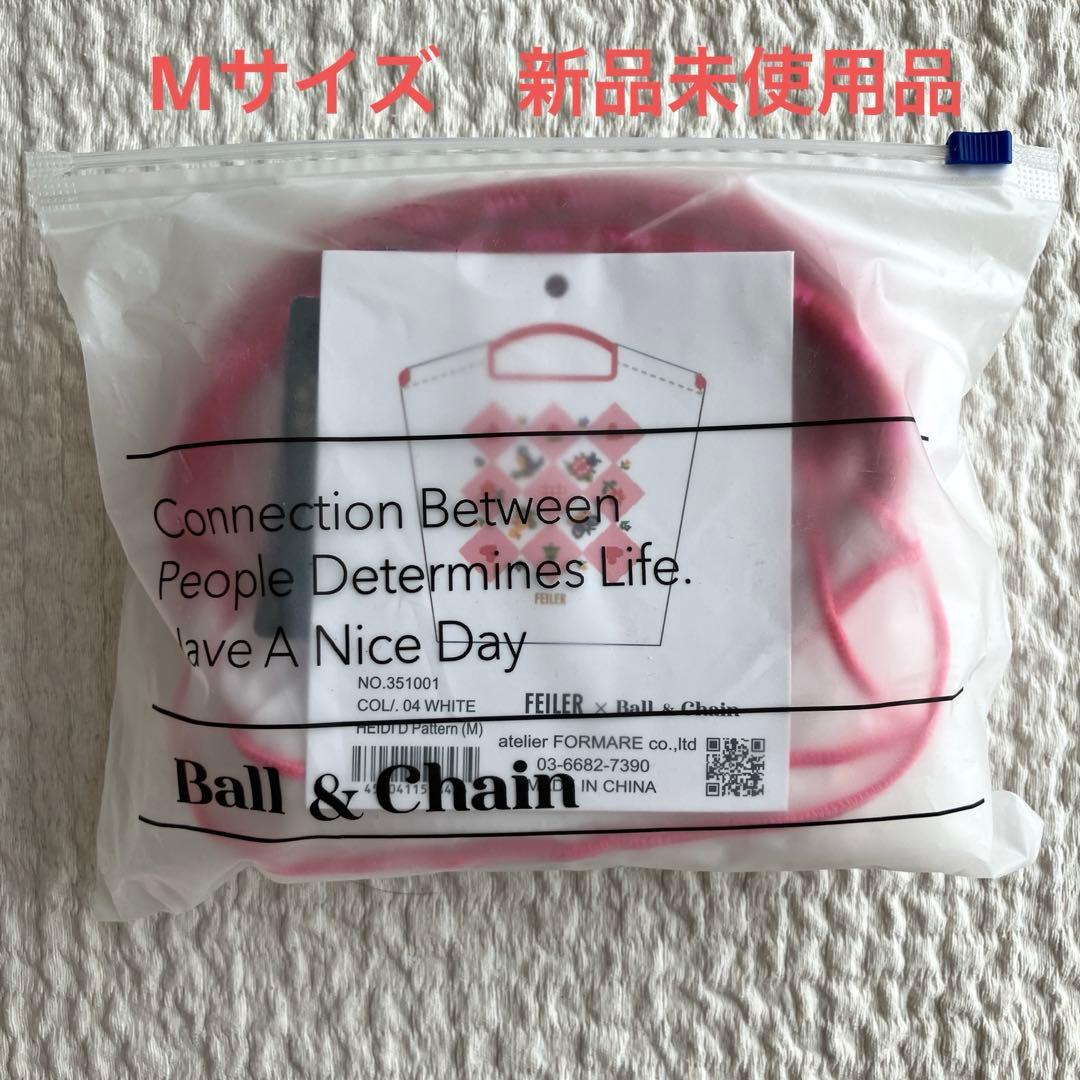 Mサイズ 新品未使用品
Connection Between
People Determines Life.
Have A Nice Day
FEILER
NO.351001
COL/. 04 WHITE
HEIDI D Pattern (M)
FEILER × Ball & Chain
atelier FORMARE co.,ltd
03-6682-7390
MADE IN CHINA
Ball & Chain